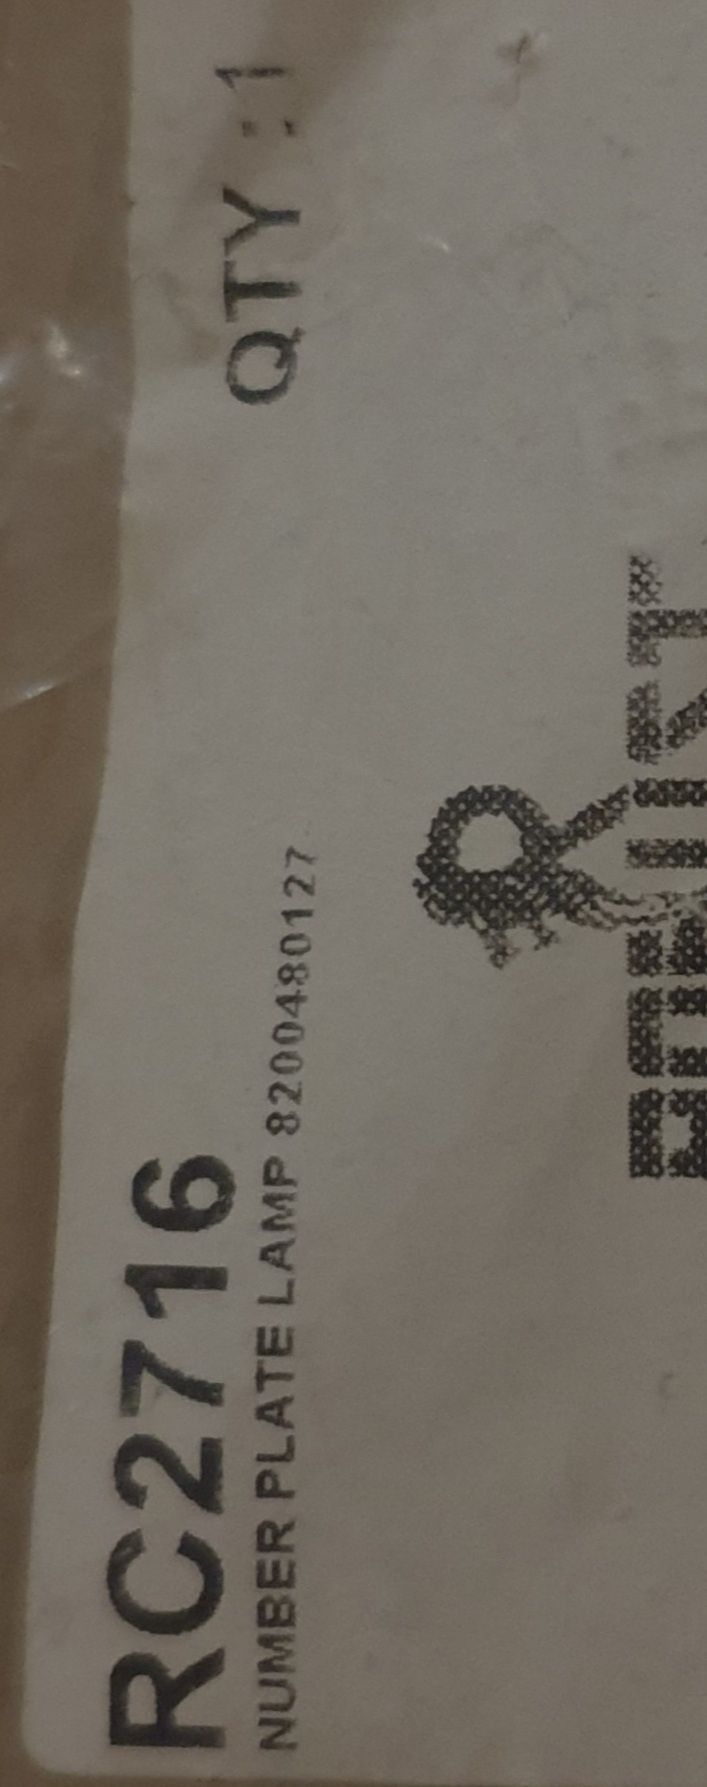 RC2716
NUMBER PLATE LAMP 8200480127
QTY :1